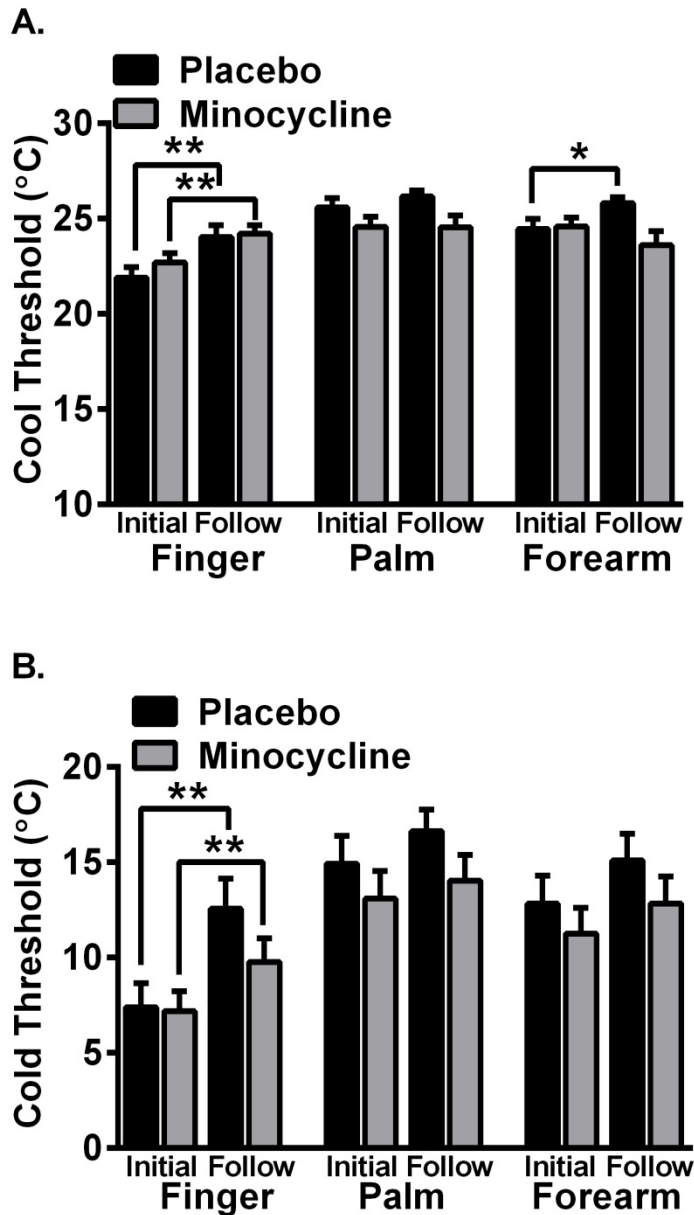 A.
Placebo
Minocycline
Cool Threshold (°C)
30
25
20
15
10
**
**
*
Initial Follow Initial Follow Initial Follow
Finger Palm Forearm
B.
Placebo
Minocycline
Cold Threshold (°C)
20
15
10
5
0
**
**
Initial Follow Initial Follow Initial Follow
Finger Palm Forearm